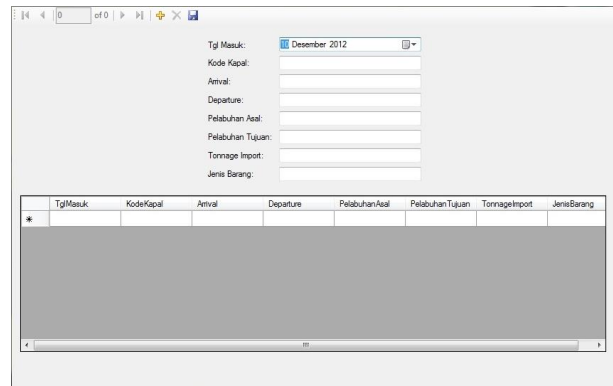 0 of 0
Tgl Masuk: 10 Desember 2012
Kode Kapal:
Arrival:
Departure:
Pelabuhan Asal:
Pelabuhan Tujuan:
Tonnage Import:
Jenis Barang:
TglMasuk KodeKapal Arrival Departure PelabuhanAsal PelabuhanTujuan TonnageImport JenisBarang